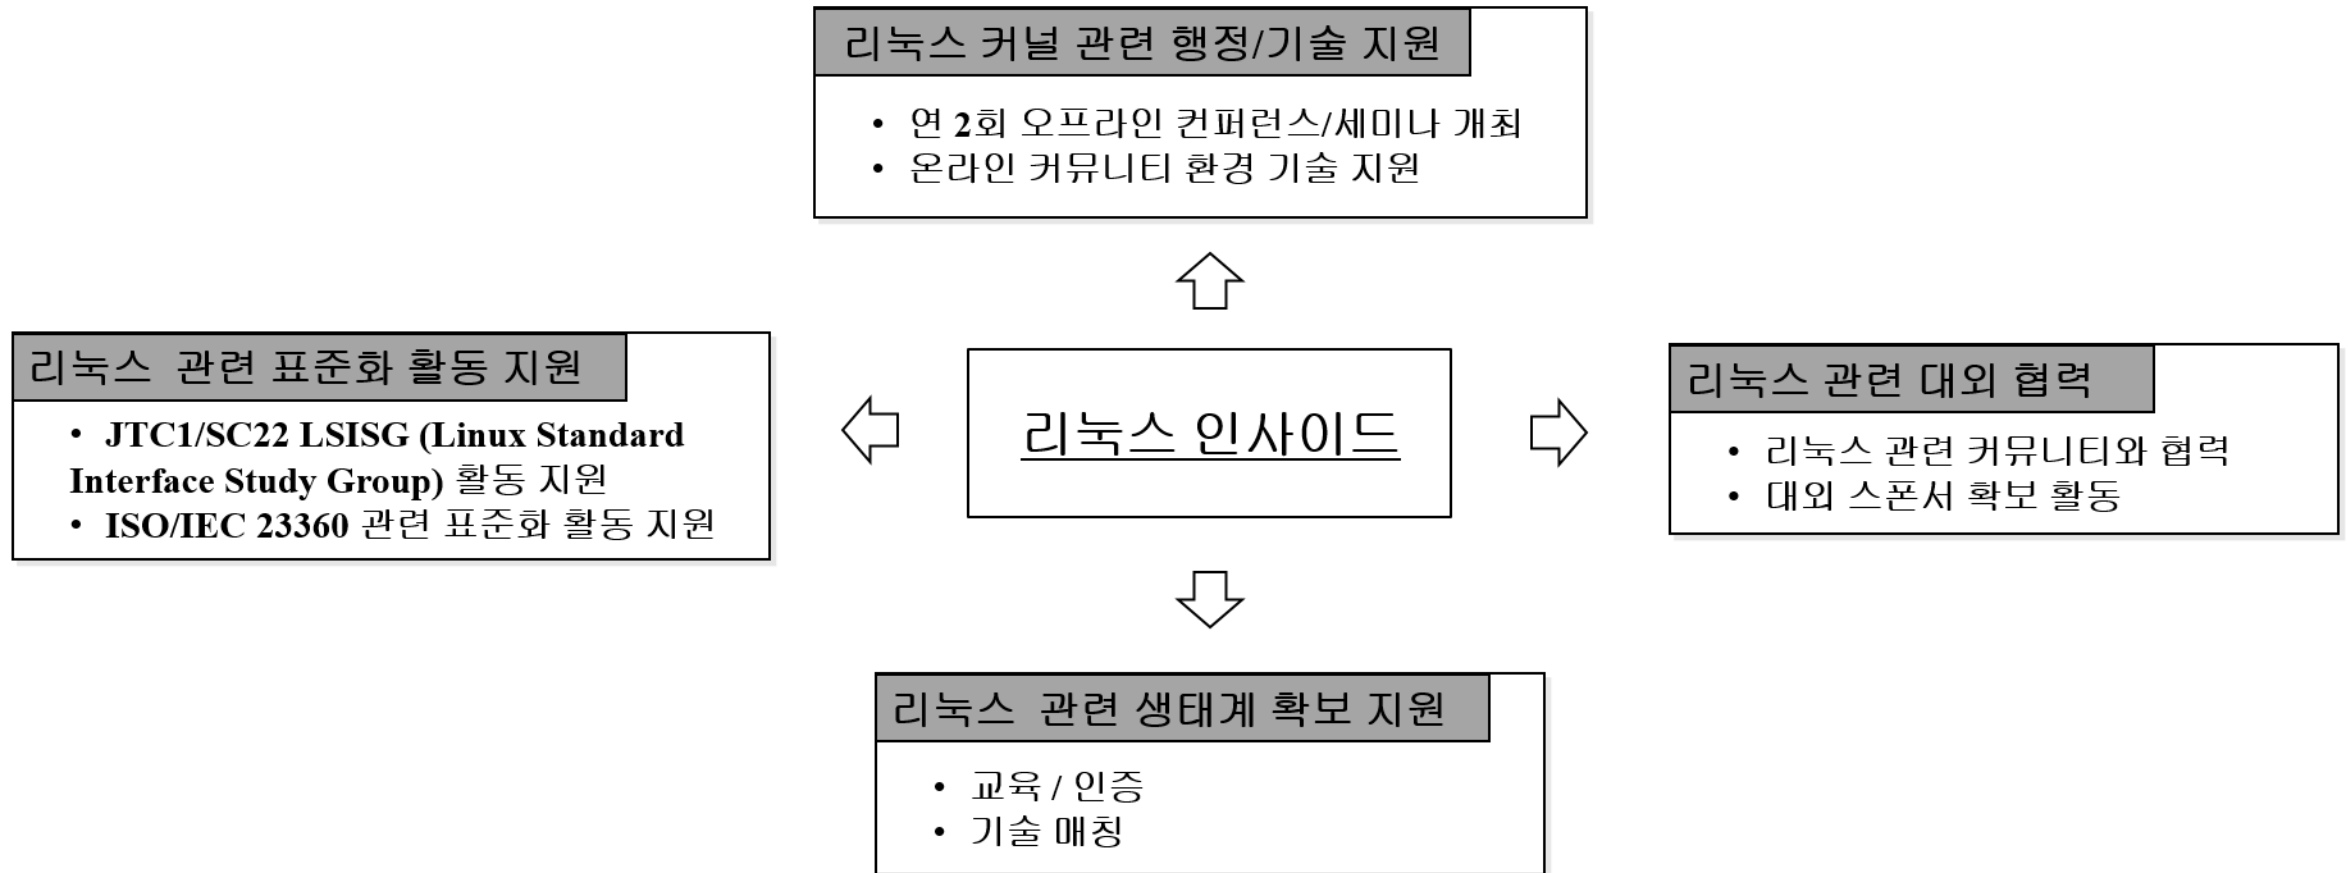 리눅스 커널 관련 행정/기술 지원
• 연 2회 오프라인 컨퍼런스/세미나 개최
• 온라인 커뮤니티 환경 기술 지원
리눅스 관련 표준화 활동 지원
• JTC1/SC22 LSISG (Linux Standard
Interface Study Group) 활동 지원
• ISO/IEC 23360 관련 표준화 활동 지원
리눅스 인사이드
리눅스 관련 대외 협력
• 리눅스 관련 커뮤니티와 협력
• 대외 스폰서 확보 활동
리눅스 관련 생태계 확보 지원
• 교육 / 인증
• 기술 매칭